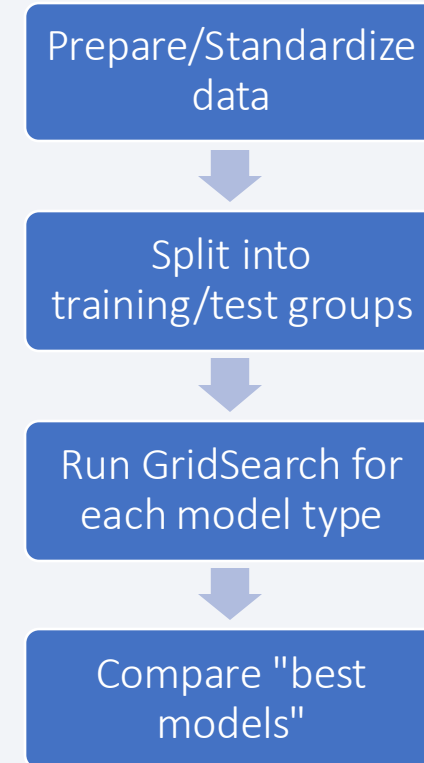 Prepare/Standardize
data
Split into
training/test groups
Run GridSearch for
each model type
Compare "best
models"